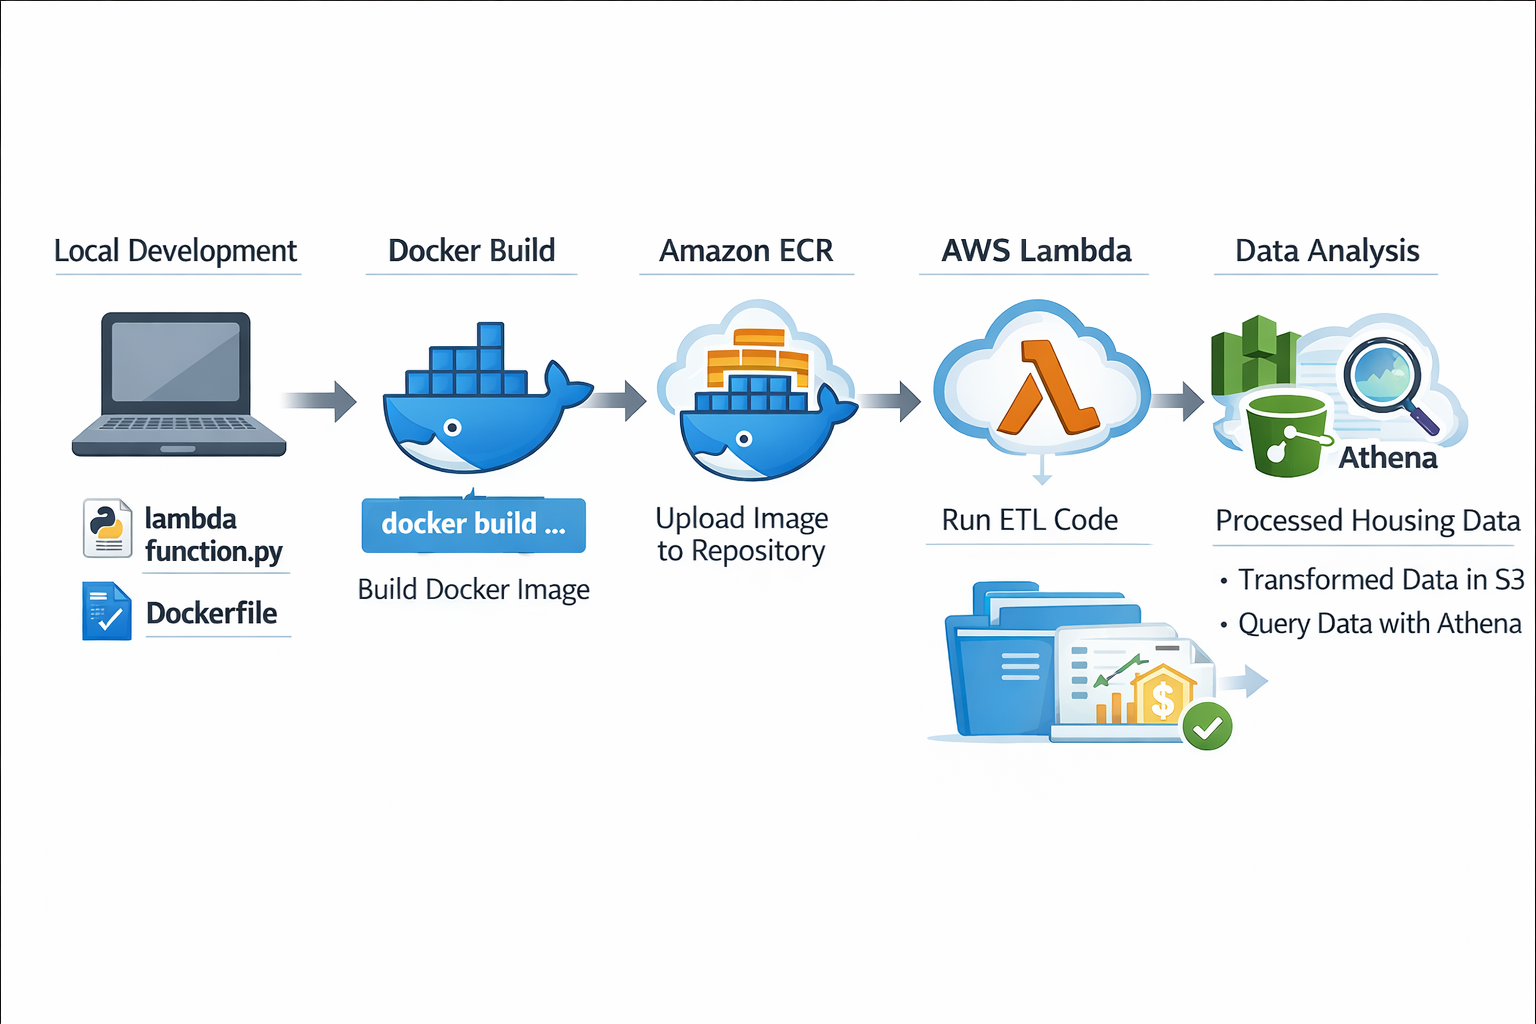 Local Development
lambda
function.py
Dockerfile
Docker Build
docker build ...
Build Docker Image
Amazon ECR
Upload Image
to Repository
AWS Lambda
Run ETL Code
$
Data Analysis
Athena
Processed Housing Data
• Transformed Data in S3
• Query Data with Athena